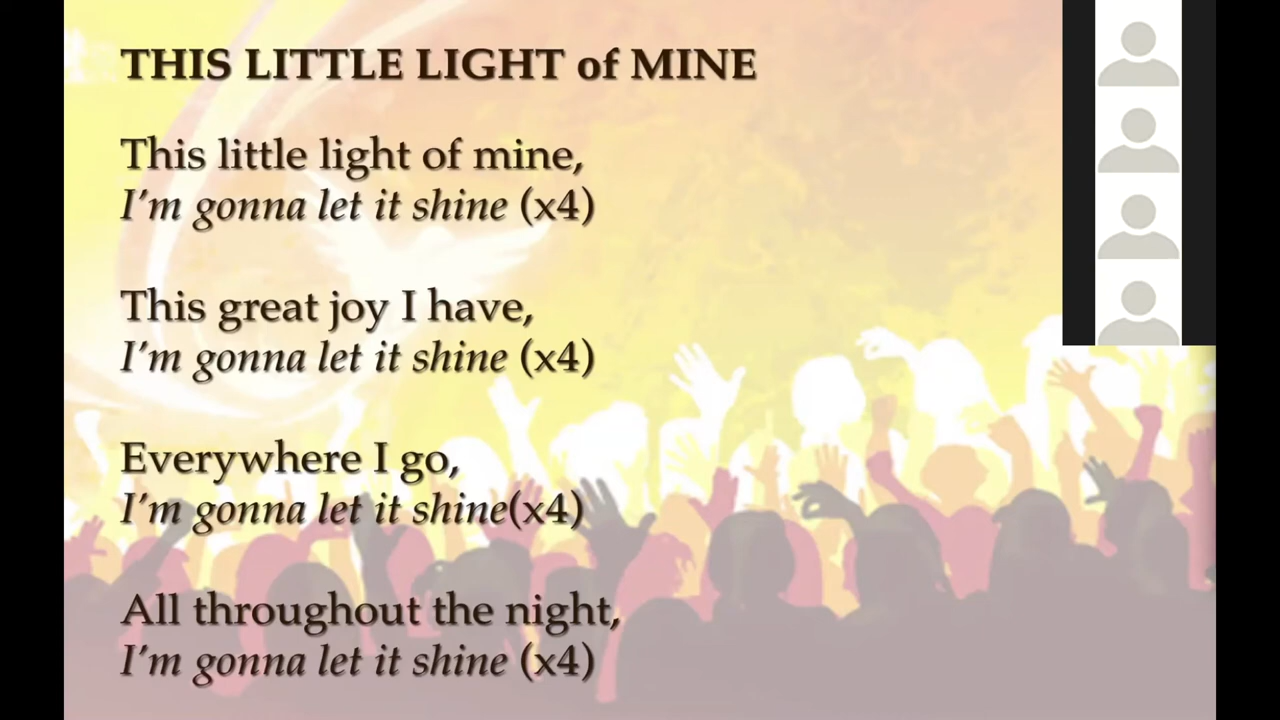 THIS LITTLE LIGHT of MINE
This little light of mine,
I'm gonna let it shine (x4)
This great joy I have,
I'm gonna let it shine (x4)
Everywhere I go,
I'm gonna let it shine(x4)
All throughout the night,
I'm gonna let it shine (x4)